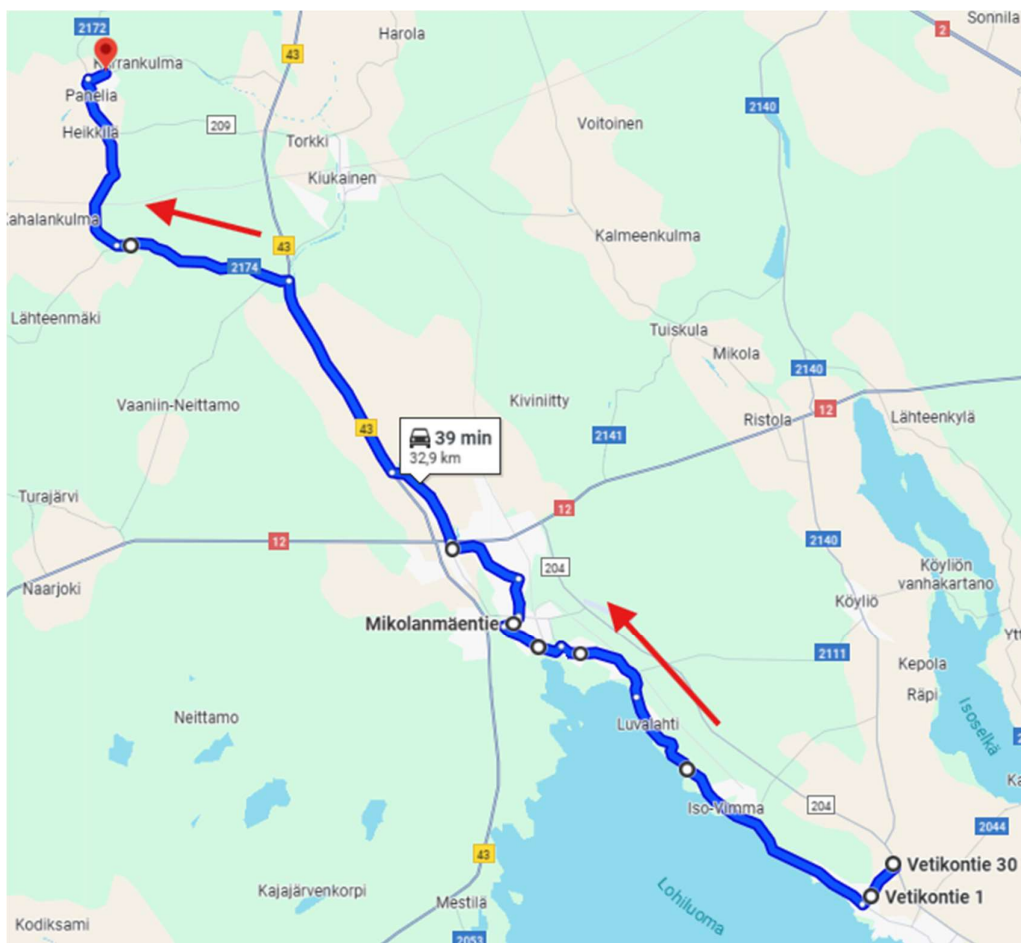 Sonnila
2172
2
43
Harola
Panelia
Heikkilä
209
2140
Voitoinen
Torkki
Kiukainen
Kalmeenkulma
43
2174
Lähteenmäki
Tuiskula
Mikola
2140
Vaaniin-Neittamo
Kiviniitty
12
Ristola
Lähteenkylä
43
39 min
32,9 km
2141
Turajärvi
12
12
2140
204
Naarjoki
Köyliön
vanhakartano
Köyliö
Mikolanmäentie
2111
Kepola
Räpi
Neittamo
Luvalahti
Isoselkä
Iso-Vimma
204
2044
43
Vetikontie 30
Kajajärvenkorpi
Vetikontie 1
Mestilä
Lohiluoma
Kodiksami
2053